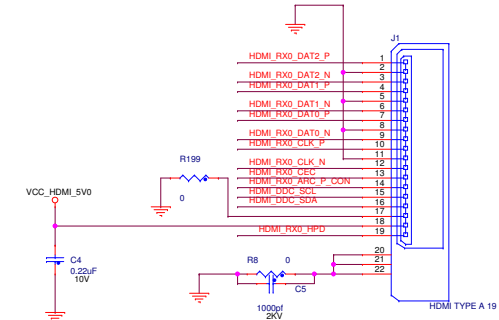 J1
HDMI_RX0_DAT2_P
1
2
HDMI_RX0_DAT2_N
3
HDMI_RX0_DAT1_P
4
5
HDMI_RX0_DAT1_N
6
HDMI_RX0_DAT0_P
7
8
HDMI_RX0_DAT0_N
9
HDMI_RX0_CLK_P
10
11
HDMI_RX0_CLK_N
12
HDMI_RX0_CEC
13
HDMI_RX0_ARC_P_CON
14
HDMI_DDC_SCL
15
HDMI_DDC_SDA
16
17
18
HDMI_RX0_HPD
19
20
21
22
R199
0
VCC_HDMI_5V0
C4
0.22uF
10V
R8
0
C5
1000pf
2KV
HDMI TYPE A 19